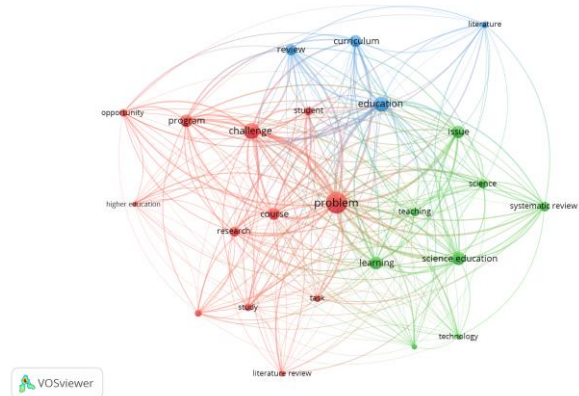 literature
curriculum
review
education
opportunity
student
program
challenge
issue
science
higher education
problem
systematic review
course
teaching
research
learning
science education
task
study
technology
literature review
VOSviewer